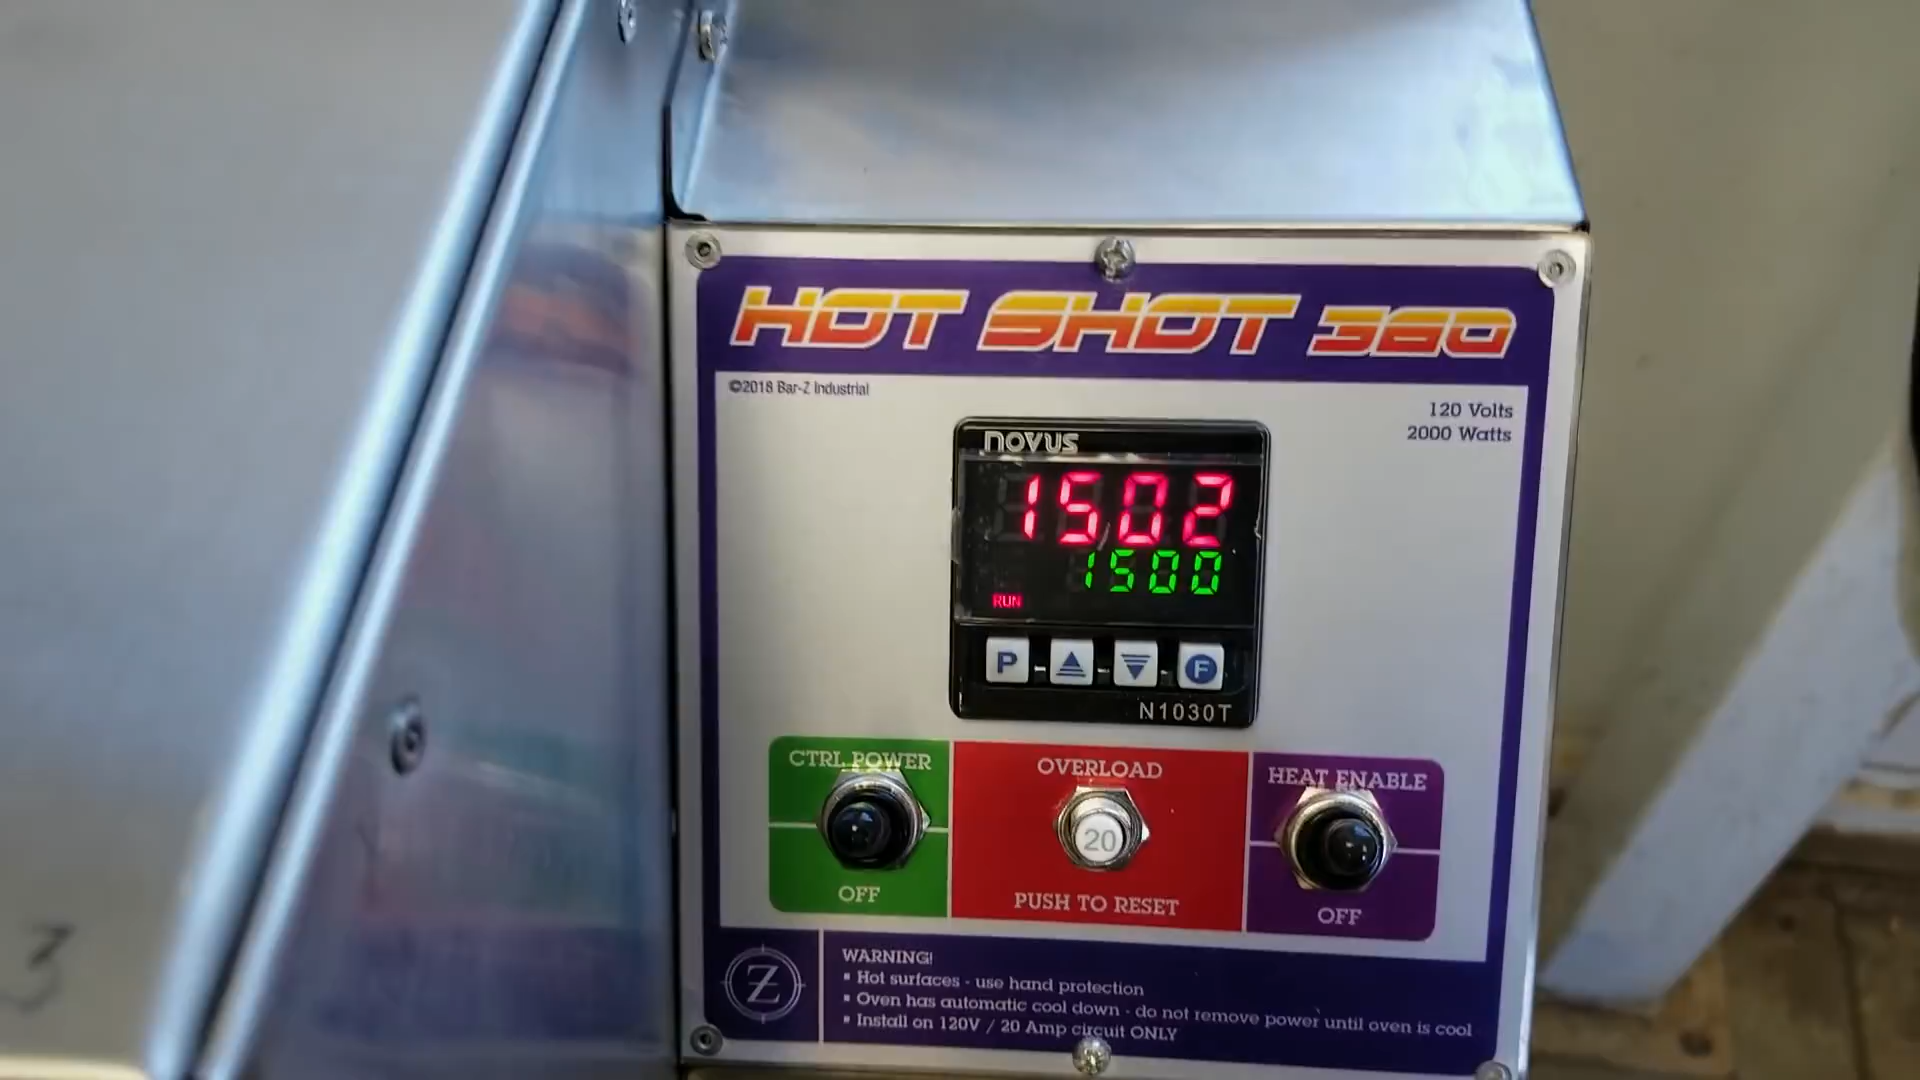 HOT SHOT 360
©2018 Bar-Z Industrial
120 Volts
2000 Watts
novus
1502
1500
RUN
P
F
N1030T
CTRL POWER
OVERLOAD
HEAT ENABLE
20
OFF
PUSH TO RESET
OFF
Z
WARNING!
▪ Hot surfaces - use hand protection
▪ Oven has automatic cool down - do not remove power until oven is cool
▪ Install on 120V / 20 Amp circuit ONLY
3